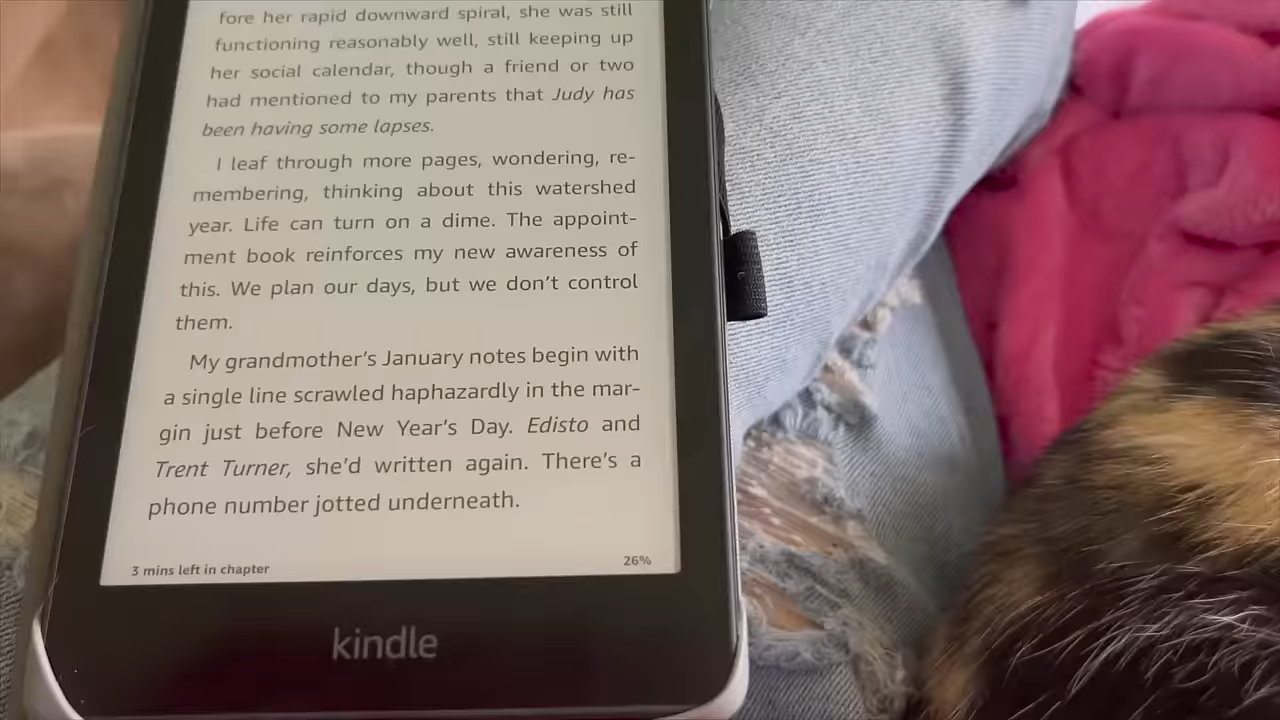 fore her rapid downward spiral, she was still
functioning reasonably well, still keeping up
her social calendar, though a friend or two
had mentioned to my parents that Judy has
been having some lapses.
I leaf through more pages, wondering, re-
membering, thinking about this watershed
year. Life can turn on a dime. The appoint-
ment book reinforces my new awareness of
this. We plan our days, but we don’t control
them.
My grandmother’s January notes begin with
a single line scrawled haphazardly in the mar-
gin just before New Year’s Day. Edisto and
Trent Turner, she’d written again. There’s a
phone number jotted underneath.
3 mins left in chapter 26%
kindle